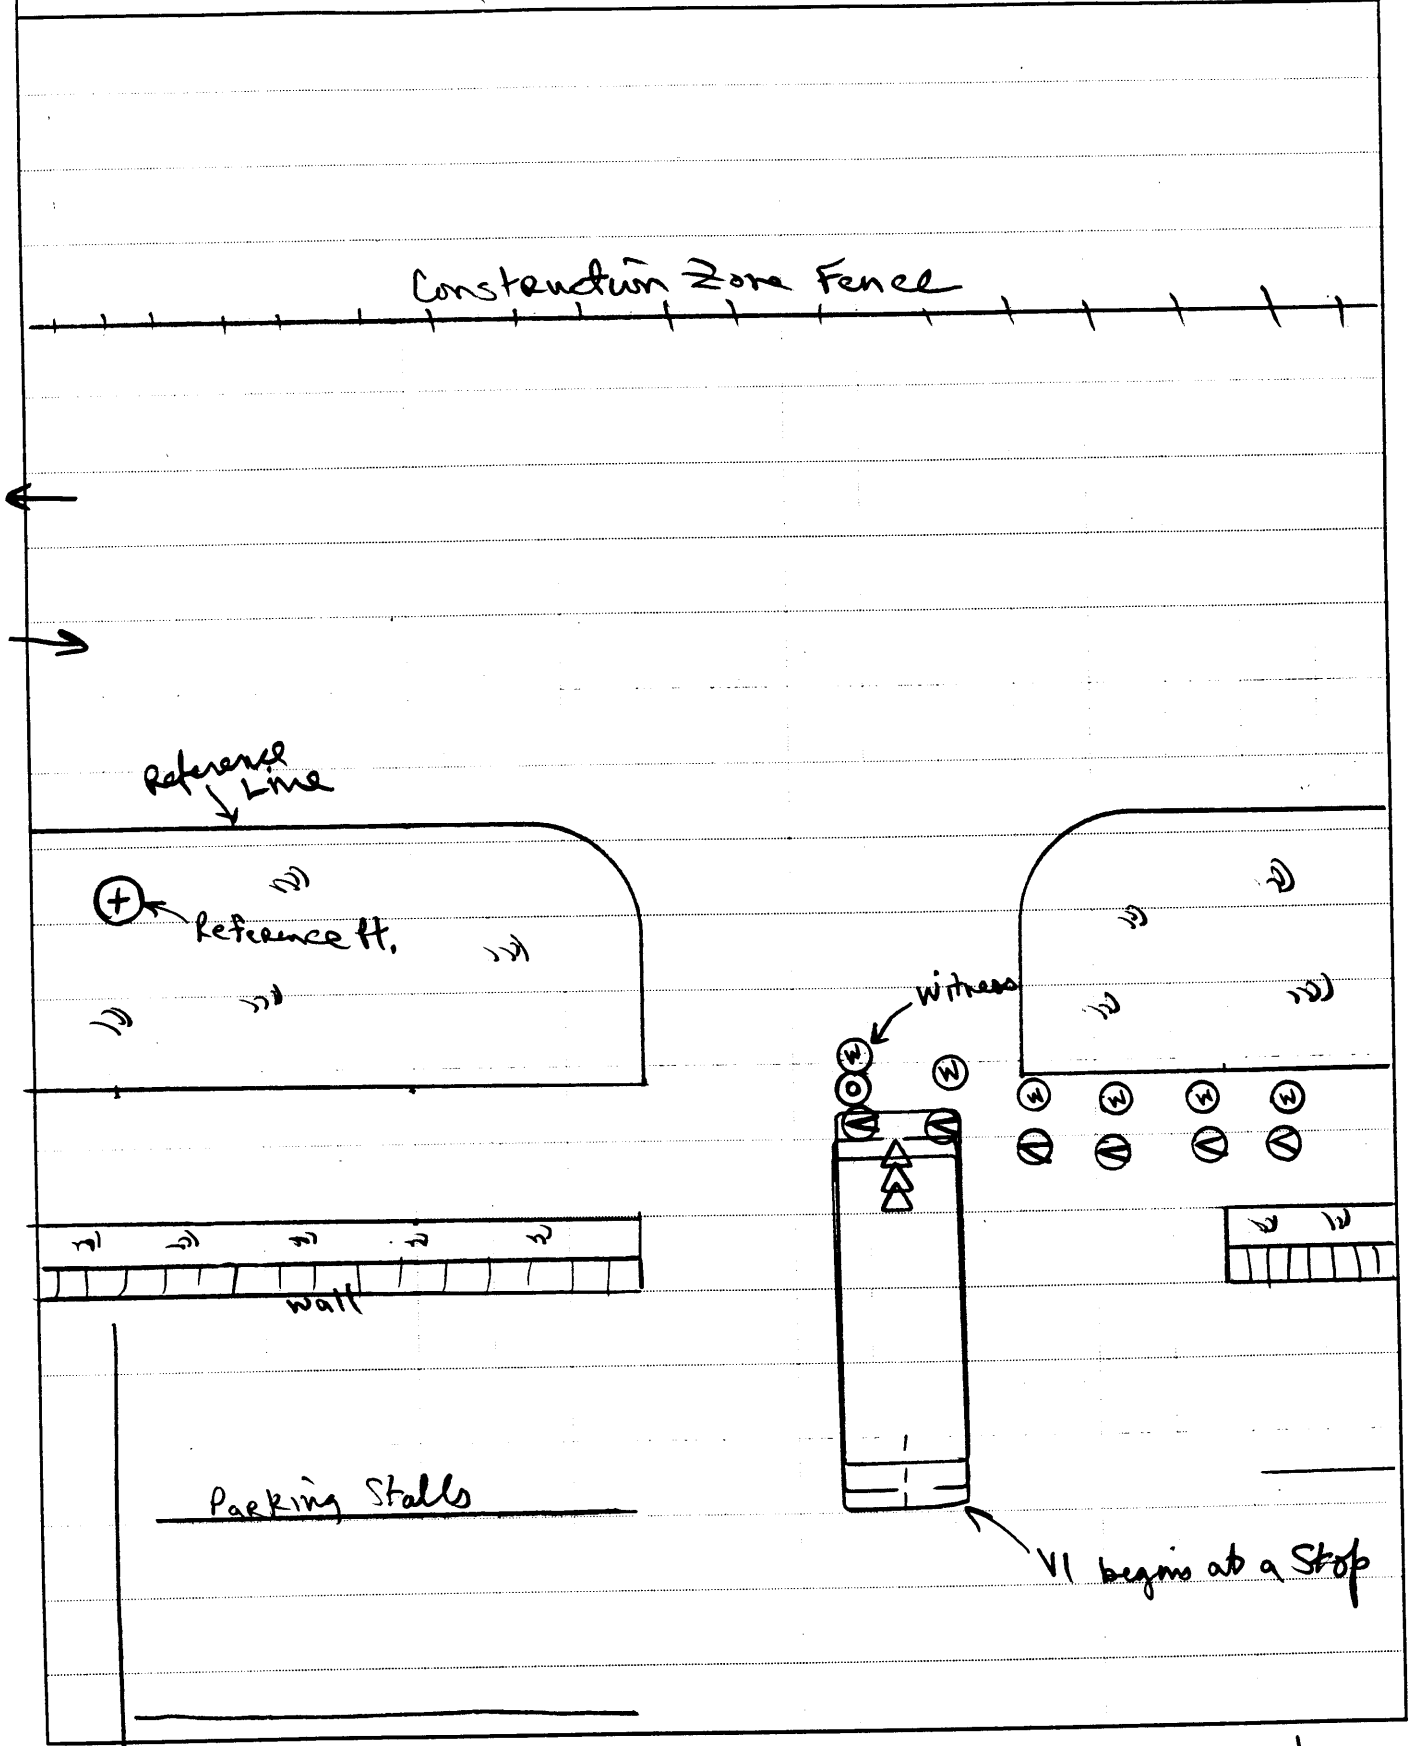 Construction Zone Fence
Reference
Line
Reference Pt.
Witness
W
W
W
W
W
W
Wall
Parking Stalls
V1 begins at a Stop